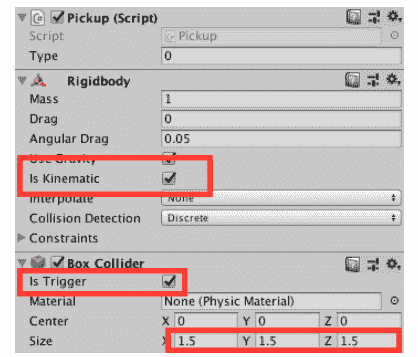 Pickup (Script)
Script Pickup
Type 0
Rigidbody
Mass 1
Drag 0
Angular Drag 0.05
Use Gravity
Is Kinematic
Interpolate None
Collision Detection Discrete
Constraints
Box Collider
Is Trigger
Material None (Physic Material)
Center X 0 Y 0 Z 0
Size X 1.5 Y 1.5 Z 1.5